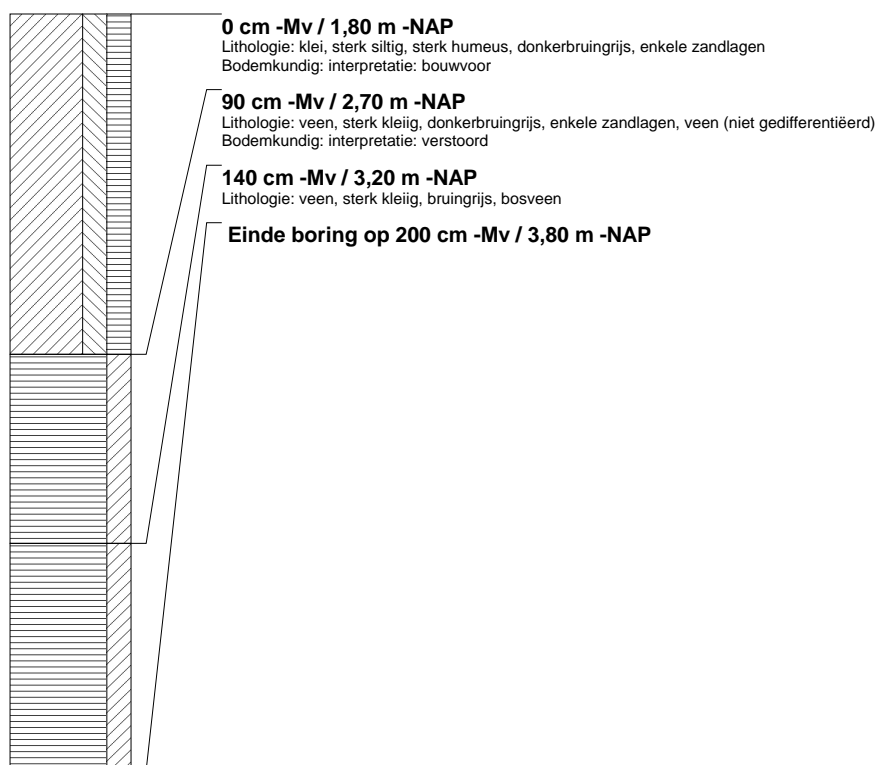 0 cm -Mv / 1,80 m -NAP
Lithologie: klei, sterk siltig, sterk humeus, donkerbruingrijs, enkele zandlagen
Bodemkundig: interpretatie: bouwvoor
90 cm -Mv / 2,70 m -NAP
Lithologie: veen, sterk kleiig, donkerbruingrijs, enkele zandlagen, veen (niet gedifferentiëerd)
Bodemkundig: interpretatie: verstoord
140 cm -Mv / 3,20 m -NAP
Lithologie: veen, sterk kleiig, bruingrijs, bosveen
Einde boring op 200 cm -Mv / 3,80 m -NAP